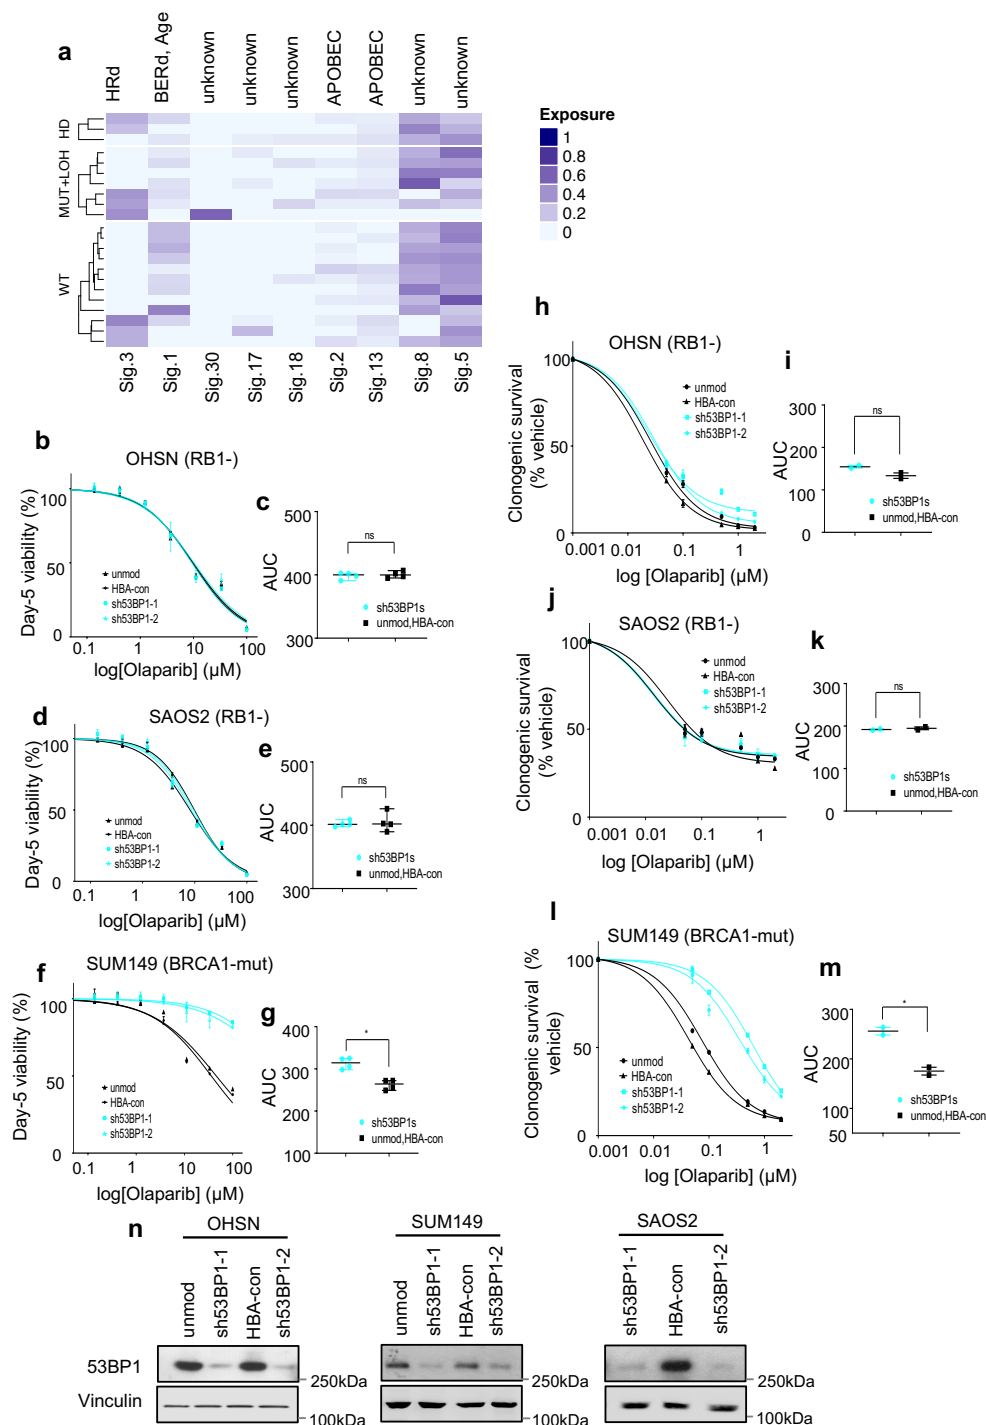 a
HRd
BERd, Age
unknown
unknown
unknown
APOBEC
APOBEC
unknown
unknown
HD
MUT+LOH
WT
Sig.3
Sig.1
Sig.30
Sig.17
Sig.18
Sig.2
Sig.13
Sig.8
Sig.5
Exposure
1
0.8
0.6
0.4
0.2
0
b
OHSN (RB1-)
Day-5 viability (%)
100
50
0
unmod
HBA-con
sh53BP1-1
sh53BP1-2
0.1
1
10
100
log[Olaparib] (µM)
c
AUC
500
400
300
ns
sh53BP1s
unmod,HBA-con
d
SAOS2 (RB1-)
Day-5 viability (%)
100
50
0
unmod
HBA-con
sh53BP1-1
sh53BP1-2
0.1
1
10
100
log[Olaparib] (µM)
e
AUC
500
400
300
ns
sh53BP1s
unmod,HBA-con
f
SUM149 (BRCA1-mut)
Day-5 viability (%)
100
50
0
unmod
HBA-con
sh53BP1-1
sh53BP1-2
0.1
1
10
100
log[Olaparib] (µM)
g
AUC
400
300
200
100
*
sh53BP1s
unmod,HBA-con
h
OHSN (RB1-)
Clonogenic survival
(% vehicle)
100
50
0
unmod
HBA-con
sh53BP1-1
sh53BP1-2
0.001
0.01
0.1
1
log [Olaparib] (µM)
i
AUC
300
200
100
0
ns
sh53BP1s
unmod,HBA-con
j
SAOS2 (RB1-)
Clonogenic survival
(% vehicle)
100
50
0
unmod
HBA-con
sh53BP1-1
sh53BP1-2
0.001
0.01
0.1
1
log [Olaparib] (µM)
k
AUC
300
200
100
0
ns
sh53BP1s
unmod,HBA-con
l
SUM149 (BRCA1-mut)
Clonogenic survival (%
vehicle)
100
50
0
unmod
HBA-con
sh53BP1-1
sh53BP1-2
0.001
0.01
0.1
1
log [Olaparib] (µM)
m
AUC
300
200
100
50
*
sh53BP1s
unmod,HBA-con
n
OHSN
unmod
sh53BP1-1
HBA-con
sh53BP1-2
SUM149
unmod
sh53BP1-1
HBA-con
sh53BP1-2
SAOS2
sh53BP1-1
HBA-con
sh53BP1-2
53BP1
250kDa
250kDa
250kDa
Vinculin
100kDa
100kDa
100kDa